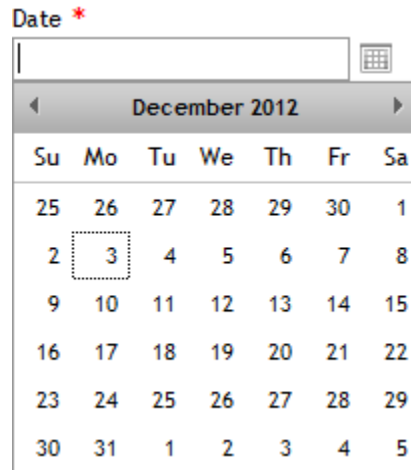 Date *
December 2012
Su Mo Tu We Th Fr Sa
25 26 27 28 29 30 1
2 3 4 5 6 7 8
9 10 11 12 13 14 15
16 17 18 19 20 21 22
23 24 25 26 27 28 29
30 31 1 2 3 4 5